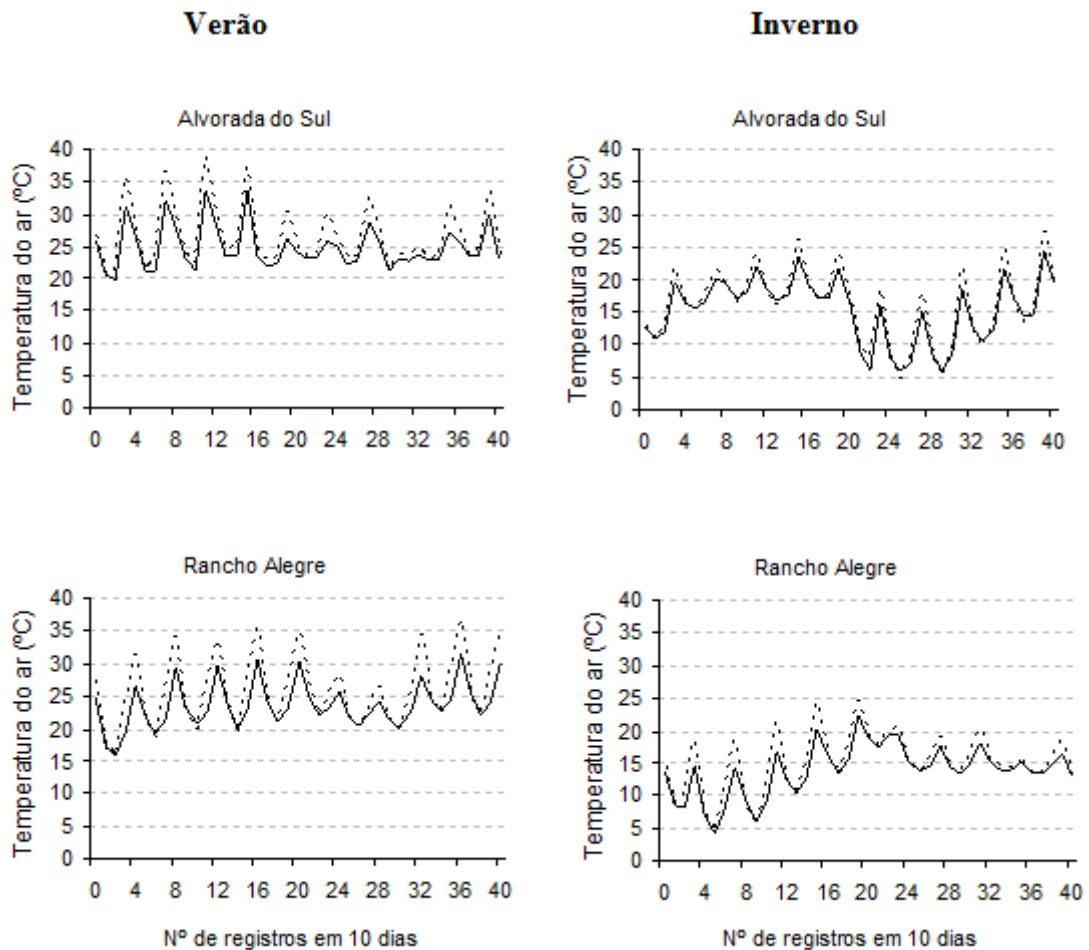 Verão Inverno
Alvorada do Sul
Temperatura do ar (ºC)
40
35
30
25
20
15
10
5
0
0 4 8 12 16 20 24 28 32 36 40
Alvorada do Sul
Temperatura do ar (ºC)
40
35
30
25
20
15
10
5
0
0 4 8 12 16 20 24 28 32 36 40
Rancho Alegre
Temperatura do ar (ºC)
40
35
30
25
20
15
10
5
0
0 4 8 12 16 20 24 28 32 36 40
Nº de registros em 10 dias
Rancho Alegre
Temperatura do ar (ºC)
40
35
30
25
20
15
10
5
0
0 4 8 12 16 20 24 28 32 36 40
Nº de registros em 10 dias